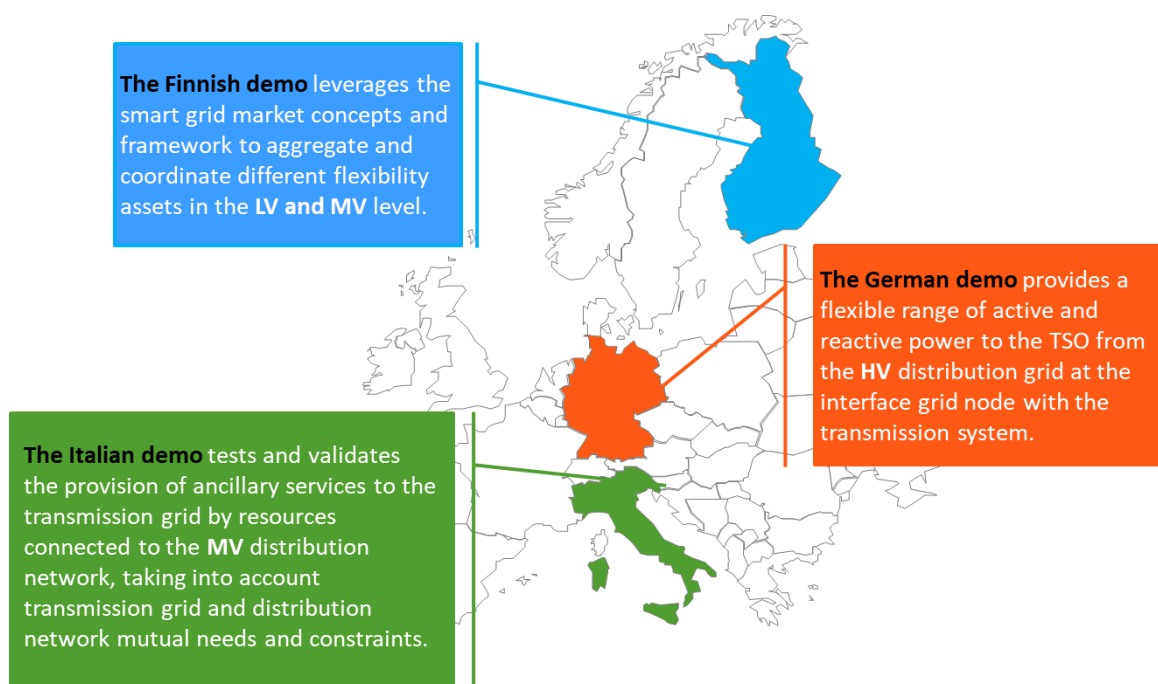 The Finnish demo leverages the
smart grid market concepts and
framework to aggregate and
coordinate different flexibility
assets in the LV and MV level.
The German demo provides a
flexible range of active and
reactive power to the TSO from
the HV distribution grid at the
interface grid node with the
transmission system.
The Italian demo tests and validates
the provision of ancillary services to the
transmission grid by resources
connected to the MV distribution
network, taking into account
transmission grid and distribution
network mutual needs and constraints.